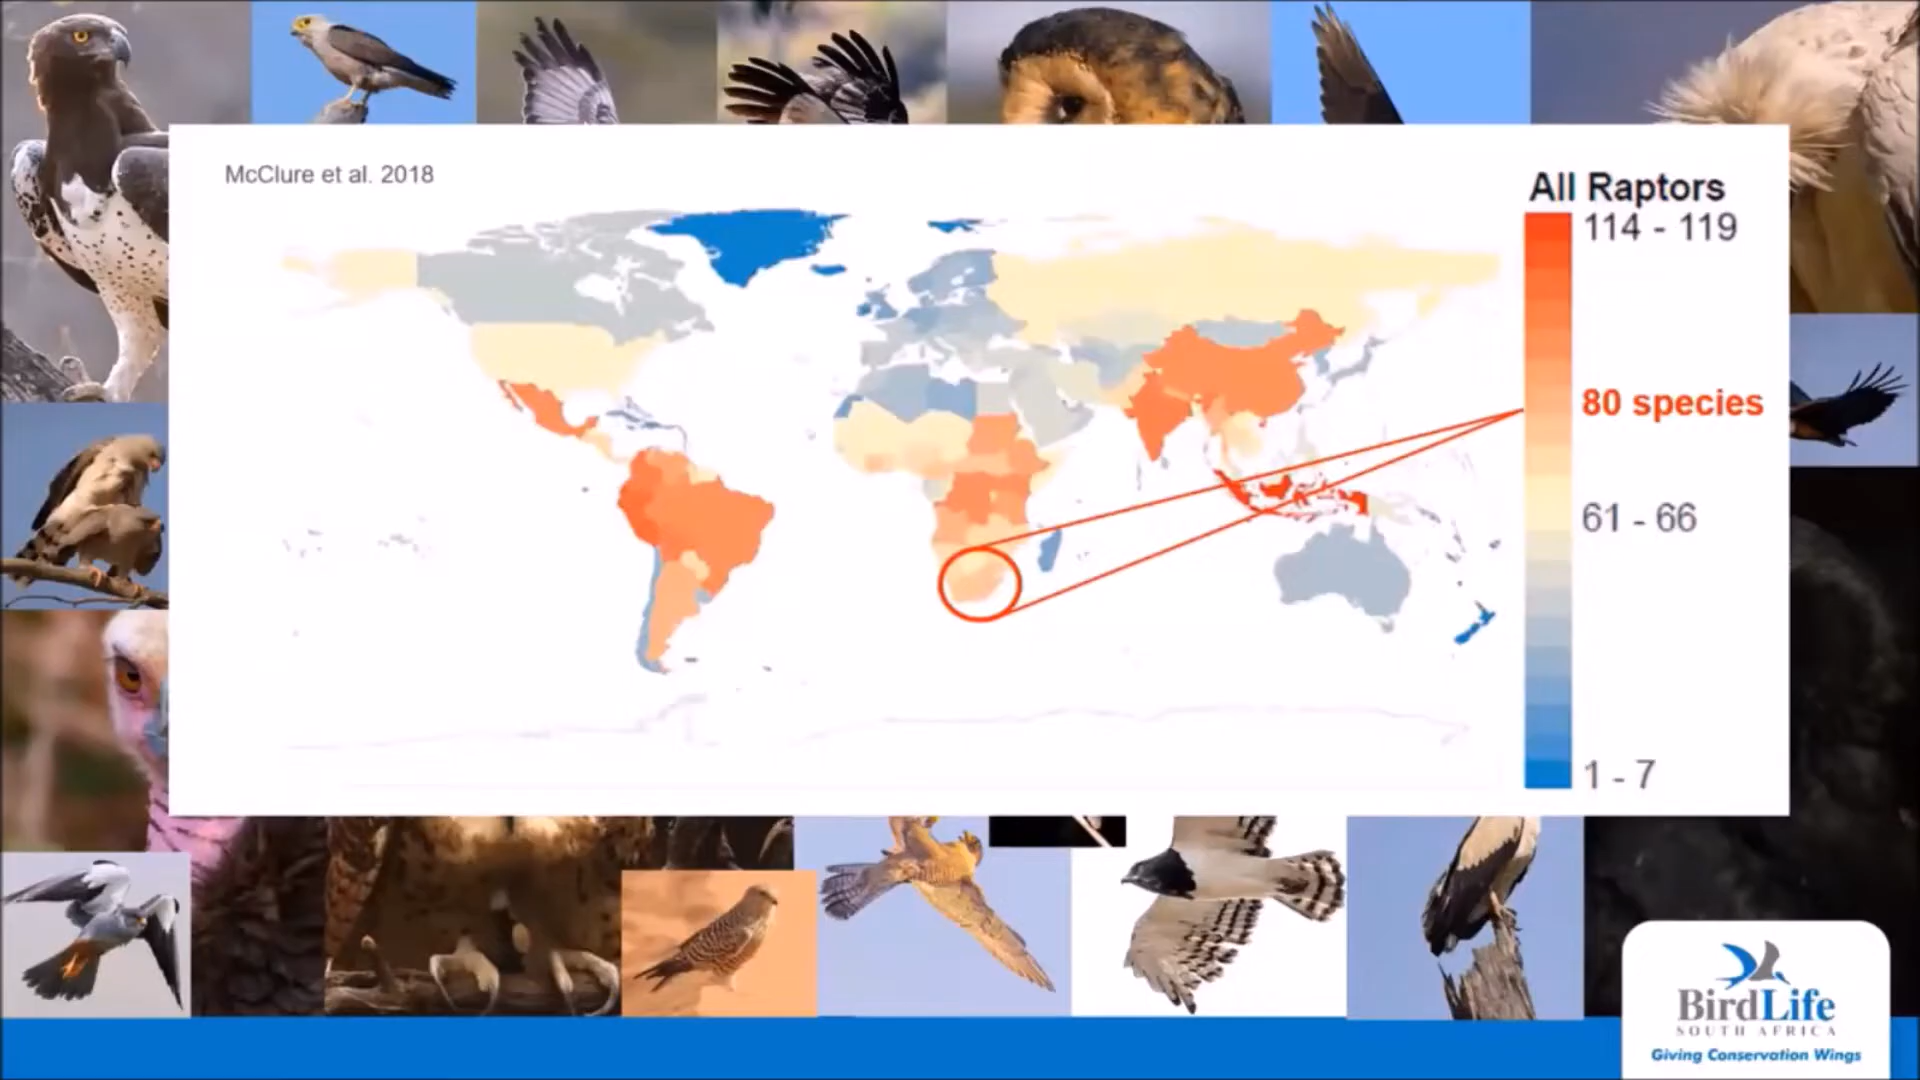 McClure et al. 2018
All Raptors
114 - 119
80 species
61 - 66
1 - 7
BirdLife
SOUTH AFRICA
Giving Conservation Wings